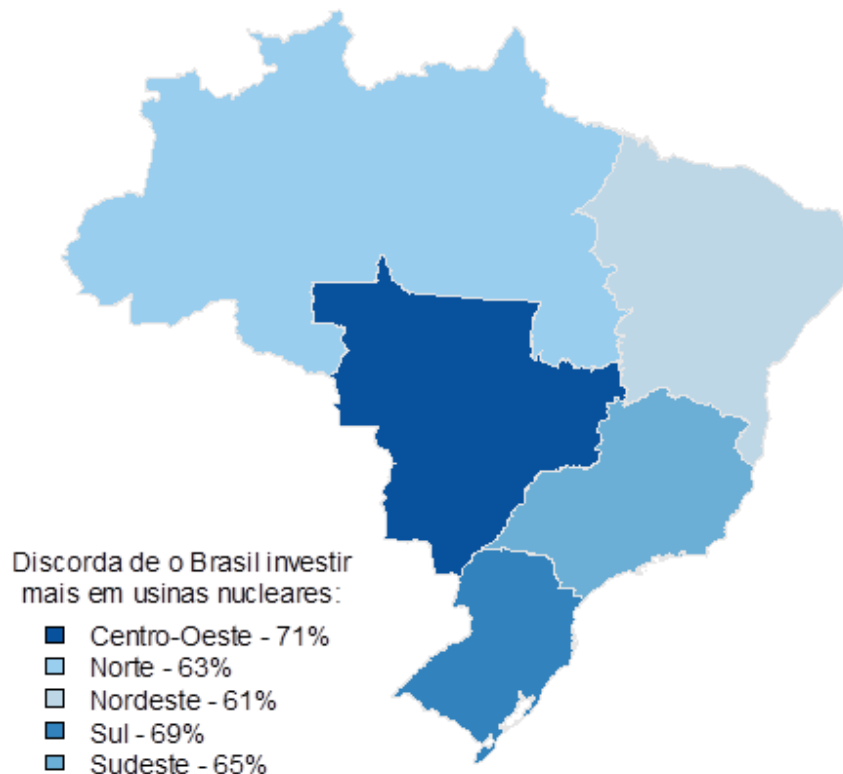 Discorda de o Brasil investir
mais em usinas nucleares:
Centro-Oeste - 71%
Norte - 63%
Nordeste - 61%
Sul - 69%
Sudeste - 65%